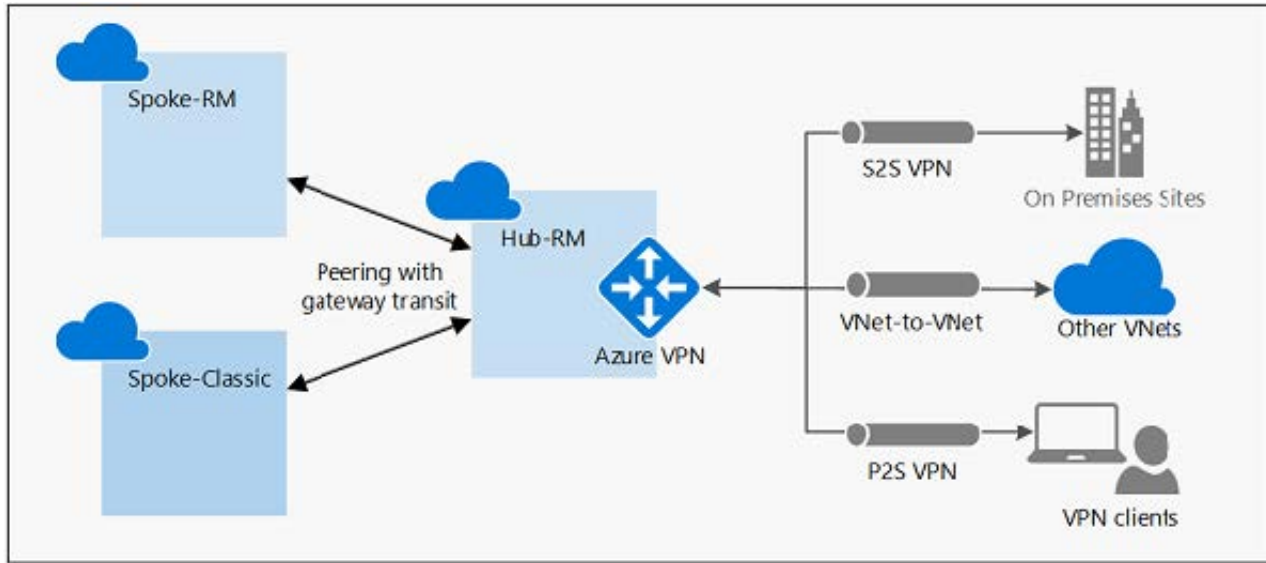 Spoke-RM
Peering with
gateway transit
Spoke-Classic
Hub-RM
Azure VPN
S2S VPN
On Premises Sites
VNet-to-VNet
Other VNets
P2S VPN
VPN clients